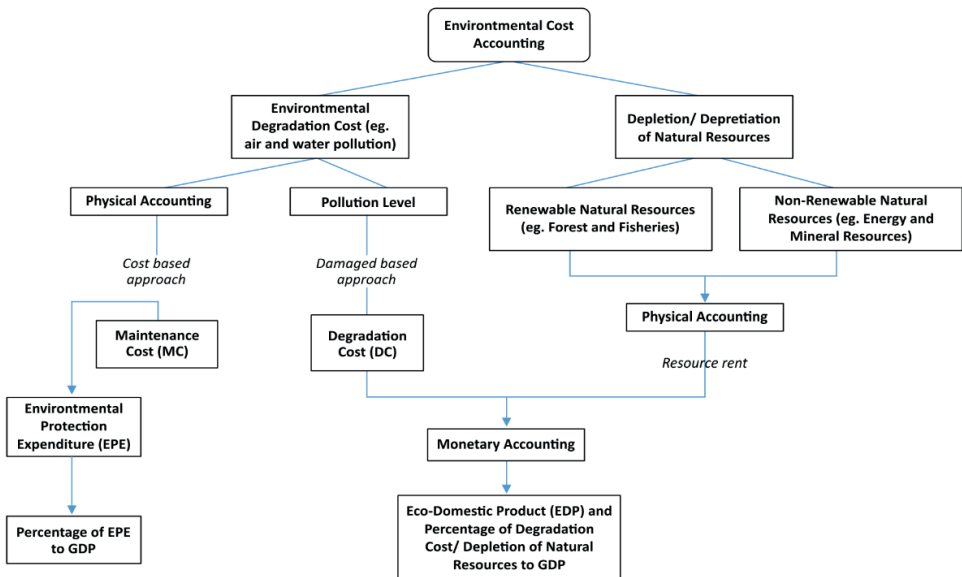 Environtmental Cost
Accounting
Environtmental
Degradation Cost (eg.
air and water pollution)
Depletion/ Depretiation
of Natural Resources
Physical Accounting
Pollution Level
Renewable Natural Resources
(eg. Forest and Fisheries)
Non-Renewable Natural
Resources (eg. Energy and
Mineral Resources)
Cost based
approach
Damaged based
approach
Physical Accounting
Maintenance
Cost (MC)
Degradation
Cost (DC)
Resource rent
Environtmental
Protection
Expenditure (EPE)
Monetary Accounting
Percentage of EPE
to GDP
Eco-Domestic Product (EDP) and
Percentage of Degradation
Cost/ Depletion of Natural
Resources to GDP